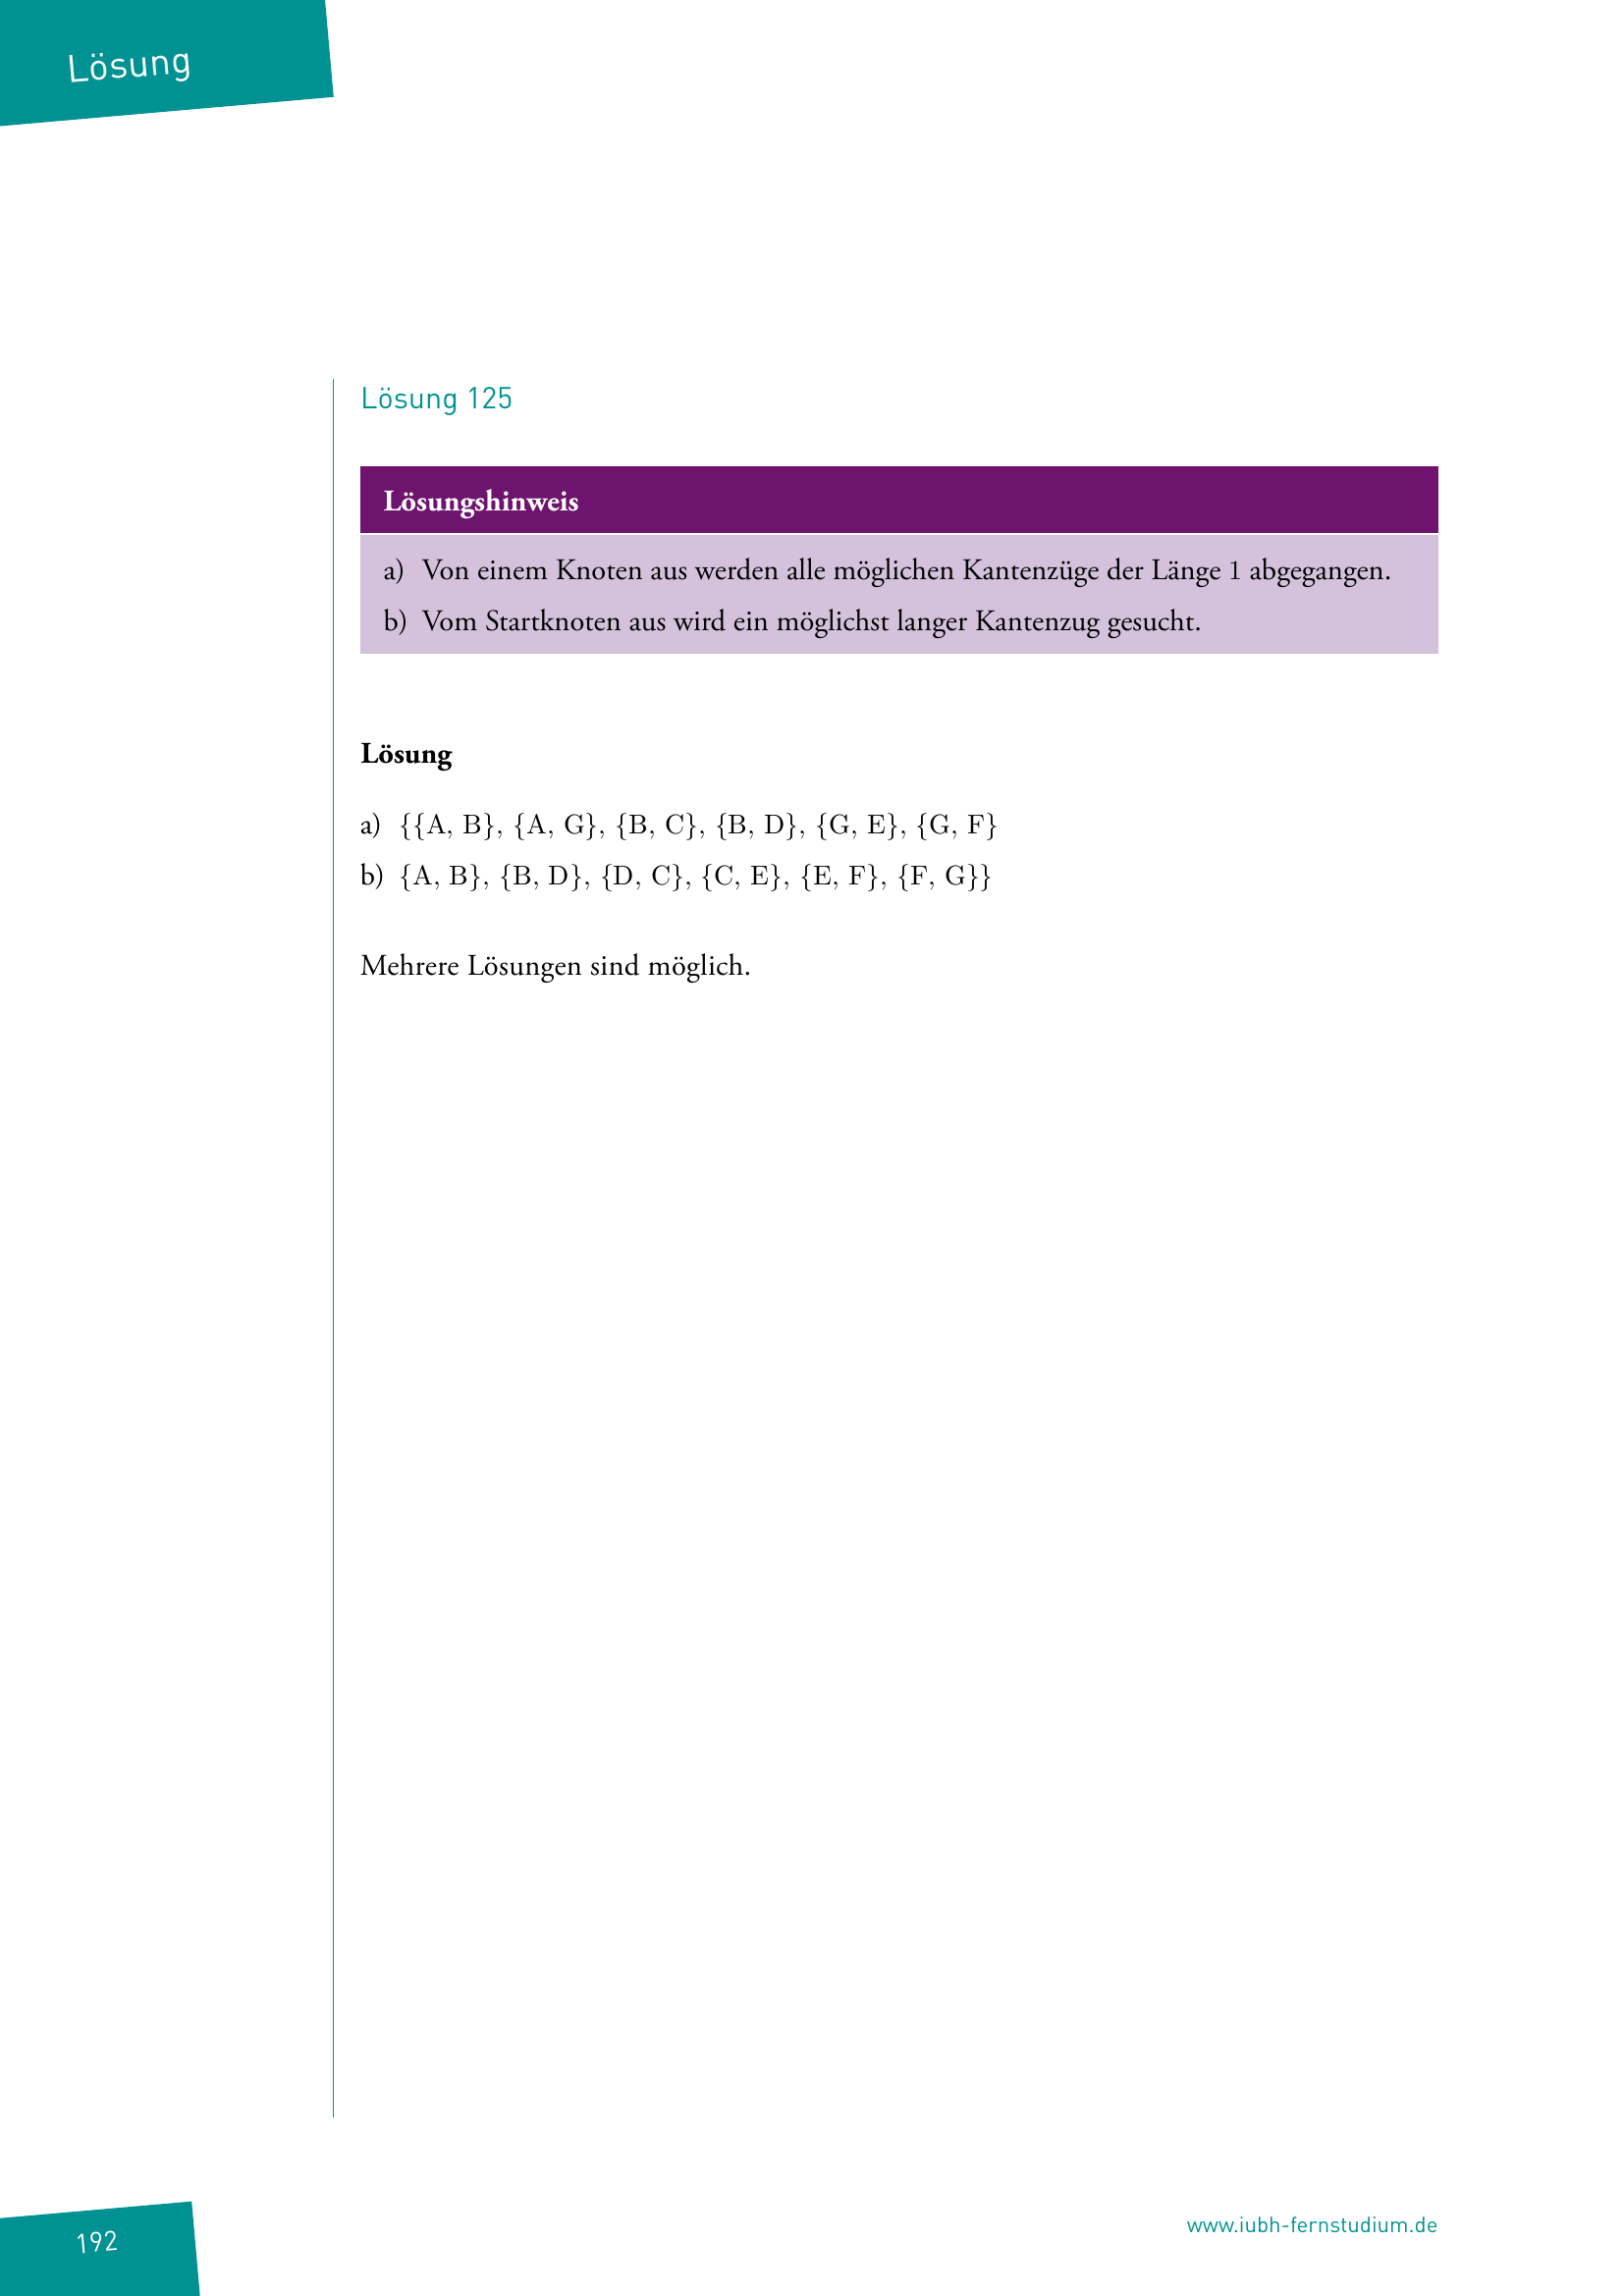 Lösung
Lösung 125
Lösungshinweis
a) Von einem Knoten aus werden alle möglichen Kantenzüge der Länge 1 abgegangen.
b) Vom Startknoten aus wird ein möglichst langer Kantenzug gesucht.
Lösung
a) {{A, B}, {A, G}, {B, C}, {B, D}, {G, E}, {G, F}
b) {A, B}, {B, D}, {D, C}, {C, E}, {E, F}, {F, G}}
Mehrere Lösungen sind möglich.
192
www.iubh-fernstudium.de